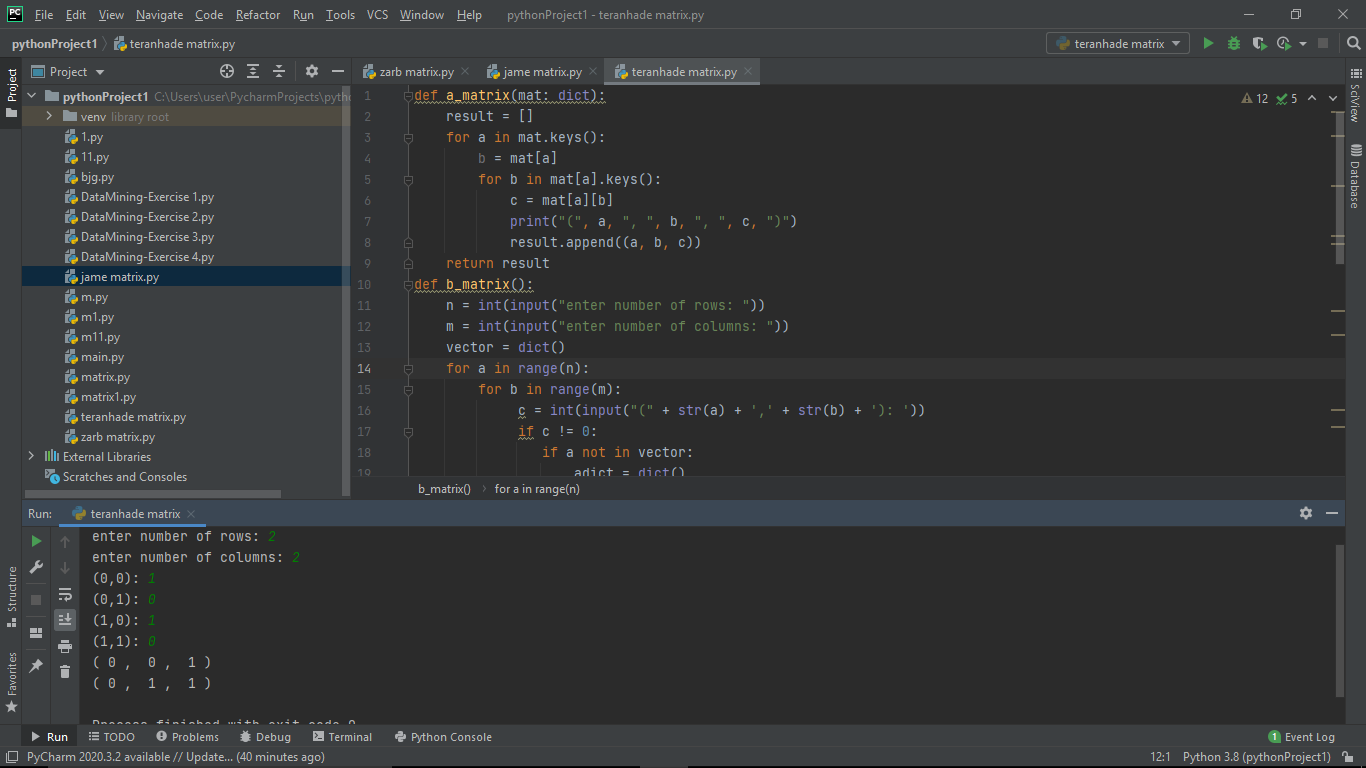 PC File Edit View Navigate Code Refactor Run Tools VCS Window Help pythonProject1 - teranhade matrix.py
pythonProject1 teranhade matrix.py teranhade matrix
Project
Project
zarb matrix.py jame matrix.py teranhade matrix.py
pythonProject1 C:\Users\user\PycharmProjects\pytho
venv library root
1.py
11.py
bjg.py
DataMining-Exercise 1.py
DataMining-Exercise 2.py
DataMining-Exercise 3.py
DataMining-Exercise 4.py
jame matrix.py
m.py
m1.py
m11.py
main.py
matrix.py
matrix1.py
teranhade matrix.py
zarb matrix.py
External Libraries
Scratches and Consoles
12 5
1 def a_matrix(mat: dict):
2 result = []
3 for a in mat.keys():
4 b = mat[a]
5 for b in mat[a].keys():
6 c = mat[a][b]
7 print("(", a, ", ", b, ", ", c, ")")
8 result.append((a, b, c))
9 return result
10 def b_matrix():
11 n = int(input("enter number of rows: "))
12 m = int(input("enter number of columns: "))
13 vector = dict()
14 for a in range(n):
15 for b in range(m):
16 c = int(input("(" + str(a) + ',' + str(b) + '): '))
17 if c != 0:
18 if a not in vector:
19 adict = dict()
b_matrix() for a in range(n)
SciView
Database
Run: teranhade matrix
enter number of rows: 2
enter number of columns: 2
(0,0): 1
(0,1): 0
(1,0): 1
(1,1): 0
( 0 , 0 , 1 )
( 0 , 1 , 1 )
Process finished with exit code 0
Structure
Favorites
Run TODO Problems Debug Terminal Python Console 1 Event Log
PyCharm 2020.3.2 available // Update... (40 minutes ago) 12:1 Python 3.8 (pythonProject1)